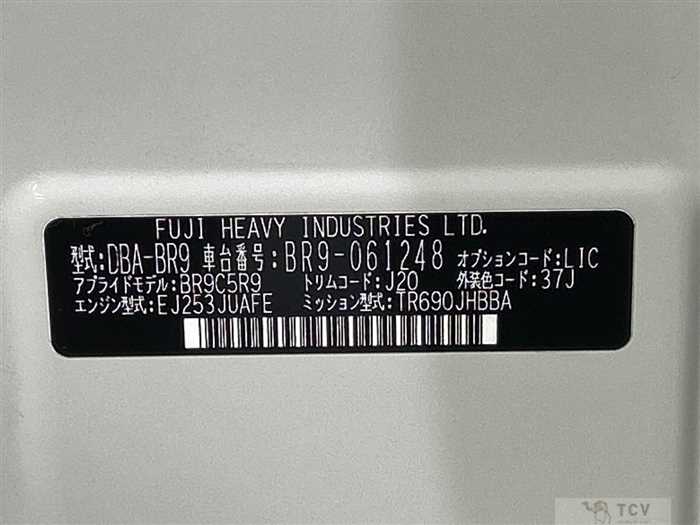 FUJI HEAVY INDUSTRIES LTD.
型式:DBA-BR9 車台番号:BR9-061248 オプションコード:LIC
アプライドモデル:BR9C5R9 トリムコード:J20 外装色コード:37J
エンジン型式:EJ253JUAFE ミッション型式:TR690JHBBA
TCV